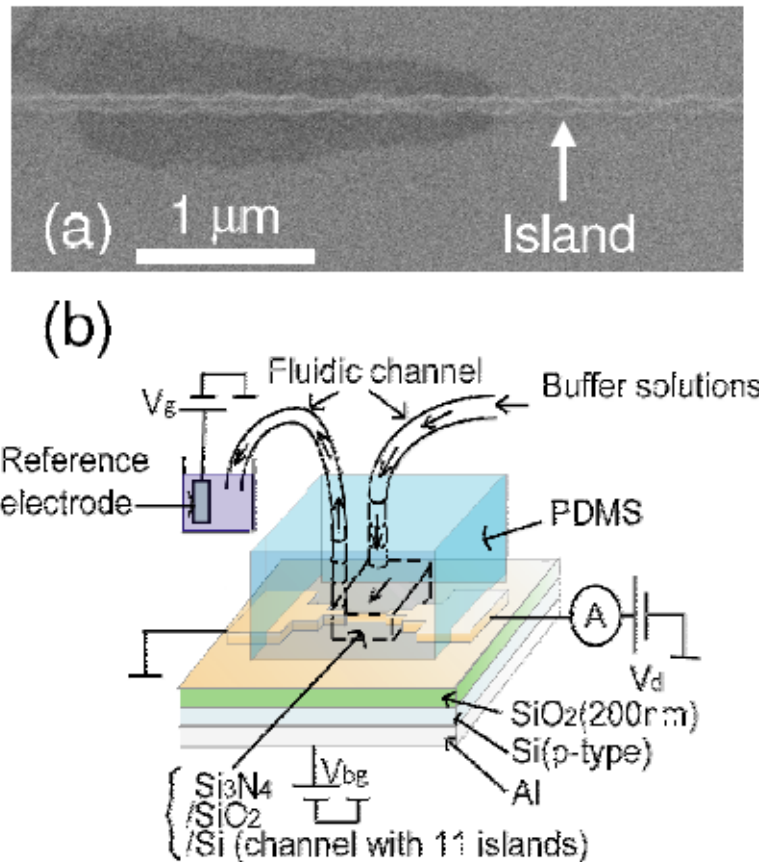 (a)
1 μm
Island
(b)
Fluidic channel
Buffer solutions
Vg
Reference
electrode
PDMS
A
Vd
SiO2(200nm)
Si(p-type)
Al
Vbg
Si3N4
/SiO2
/Si (channel with 11 islands)